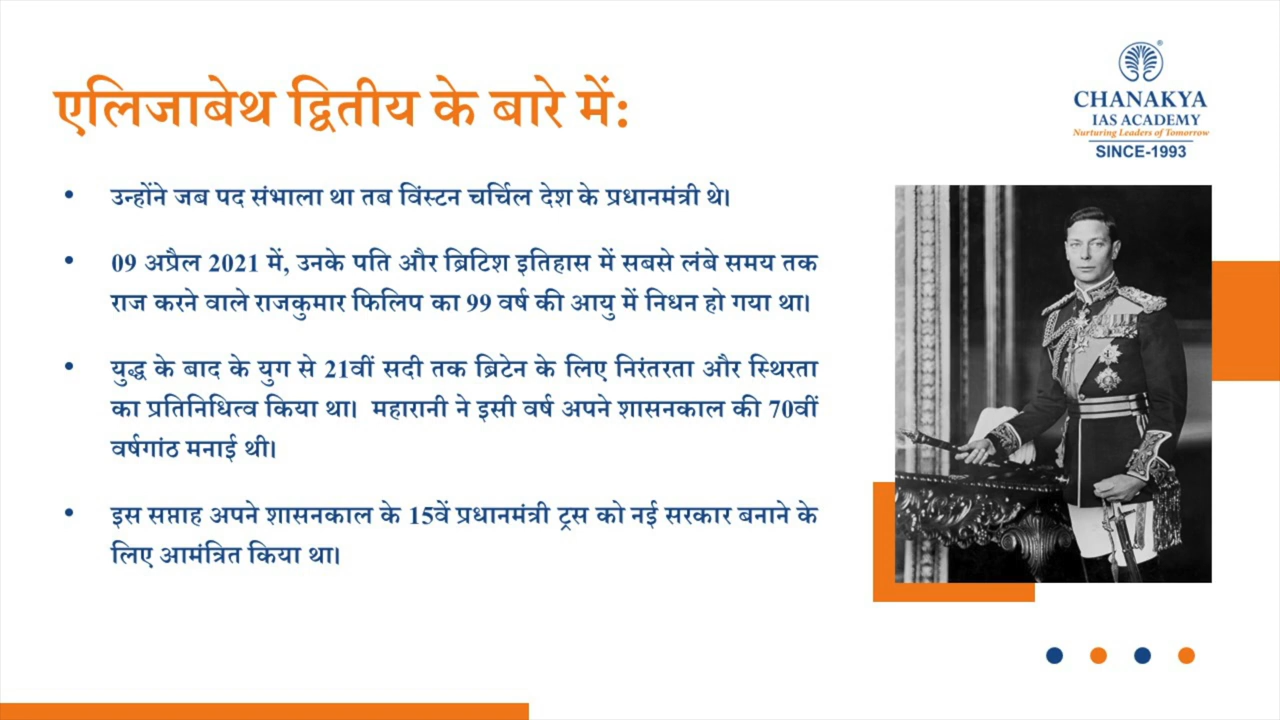 एलिजाबेथ द्वितीय के बारे में:
CHANAKYA
IAS ACADEMY
Nurturing Leaders of Tomorrow
SINCE-1993
• उन्होंने जब पद संभाला था तब विंस्टन चर्चिल देश के प्रधानमंत्री थे।
• 09 अप्रैल 2021 में, उनके पति और ब्रिटिश इतिहास में सबसे लंबे समय तक
राज करने वाले राजकुमार फिलिप का 99 वर्ष की आयु में निधन हो गया था।
• युद्ध के बाद के युग से 21वीं सदी तक ब्रिटेन के लिए निरंतरता और स्थिरता
का प्रतिनिधित्व किया था। महारानी ने इसी वर्ष अपने शासनकाल की 70वीं
वर्षगांठ मनाई थी।
• इस सप्ताह अपने शासनकाल के 15वें प्रधानमंत्री ट्रस को नई सरकार बनाने के
लिए आमंत्रित किया था।